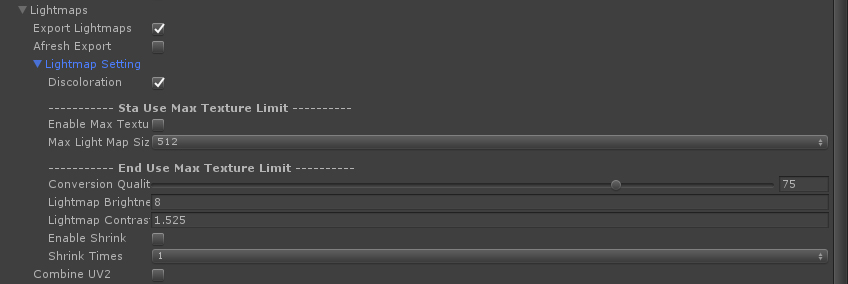 Lightmaps
Export Lightmaps
Afresh Export
Lightmap Setting
Discoloration
----------- Sta Use Max Texture Limit ----------
Enable Max Textu
Max Light Map Siz 512
----------- End Use Max Texture Limit ----------
Conversion Qualit 75
Lightmap Brightne 8
Lightmap Contras 1.525
Enable Shrink
Shrink Times 1
Combine UV2